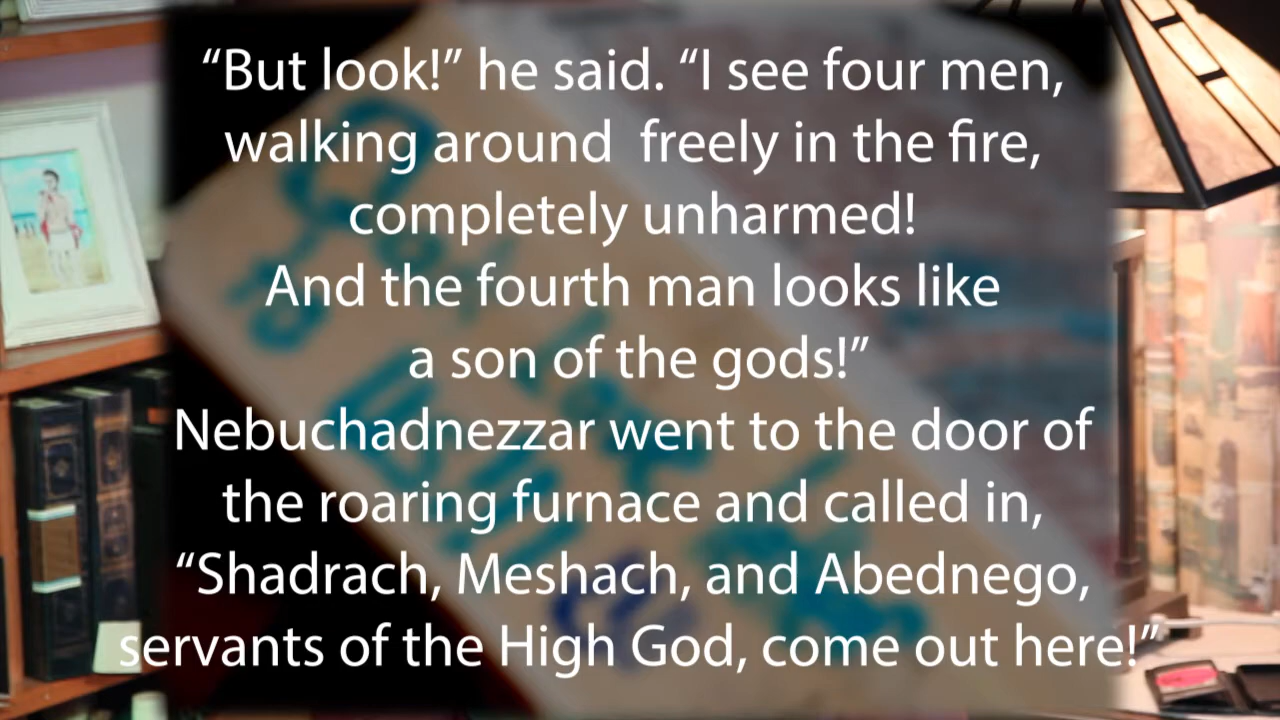 “But look!” he said. “I see four men,
walking around  freely in the fire,
completely unharmed!
And the fourth man looks like
a son of the gods!”
Nebuchadnezzar went to the door of
the roaring furnace and called in,
“Shadrach, Meshach, and Abednego,
servants of the High God, come out here!”